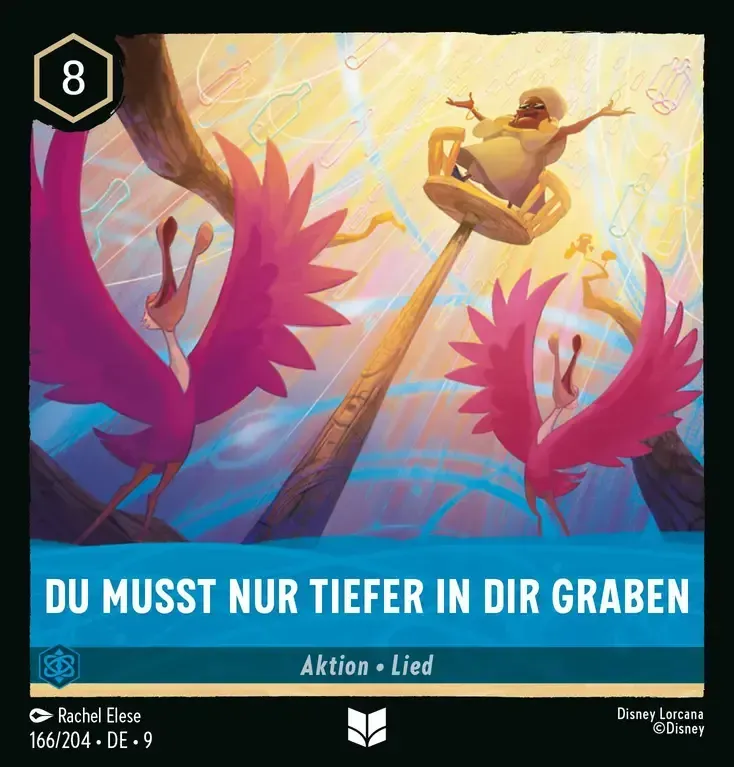 8
DU MUSST NUR TIEFER IN DIR GRABEN
Aktion • Lied
Rachel Elese
166/204 • DE • 9
Disney Lorcana
©Disney